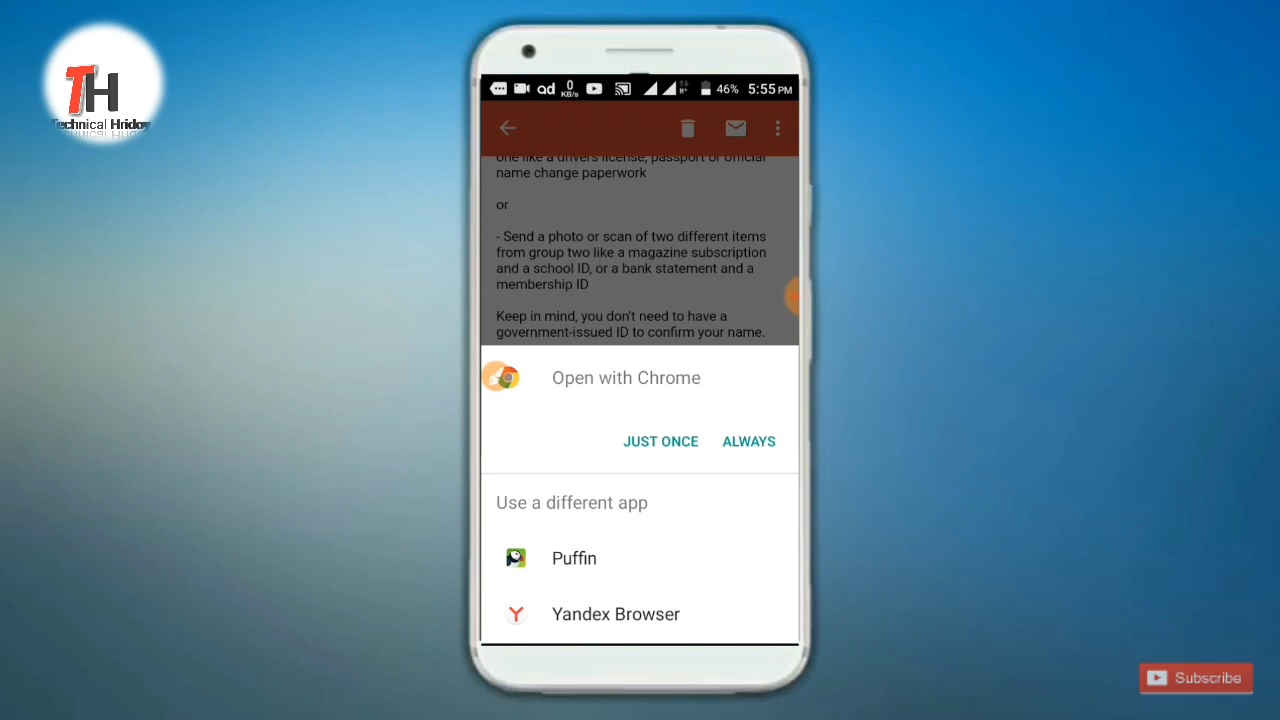 TH
Technical Hridoy
0
KB/s
46%
5:55 PM
one like a drivers license, passport or official
name change paperwork
or
- Send a photo or scan of two different items
from group two like a magazine subscription
and a school ID, or a bank statement and a
membership ID
Keep in mind, you don't need to have a
government-issued ID to confirm your name.
Open with Chrome
JUST ONCE
ALWAYS
Use a different app
Puffin
Yandex Browser
Subscribe